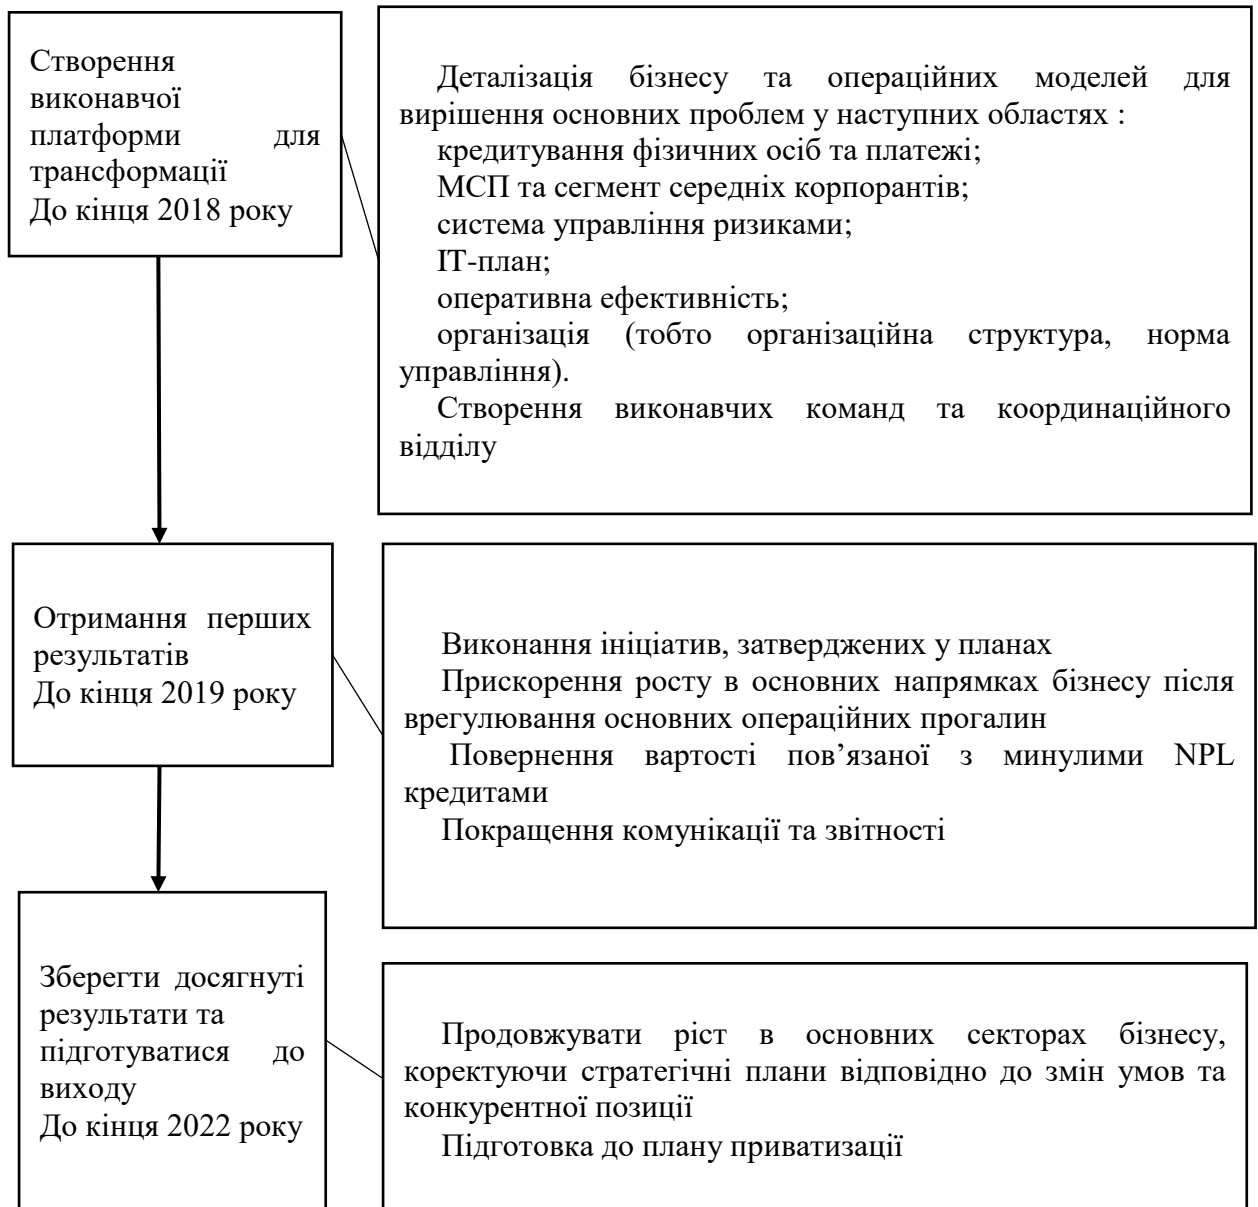 Створення
виконавчої
платформи для
трансформації
До кінця 2018 року
Деталізація бізнесу та операційних моделей для
вирішення основних проблем у наступних областях :
кредитування фізичних осіб та платежі;
МСП та сегмент середніх корпорантів;
система управління ризиками;
ІТ-план;
оперативна ефективність;
організація (тобто організаційна структура, норма
управління).
Створення виконавчих команд та координаційного
відділу
Отримання перших
результатів
До кінця 2019 року
Виконання ініціатив, затверджених у планах
Прискорення росту в основних напрямках бізнесу після
врегулювання основних операційних прогалин
Повернення вартості пов’язаної з минулими NPL
кредитами
Покращення комунікації та звітності
Зберегти досягнуті
результати та
підготуватися до
виходу
До кінця 2022 року
Продовжувати ріст в основних секторах бізнесу,
коректуючи стратегічні плани відповідно до змін умов та
конкурентної позиції
Підготовка до плану приватизації